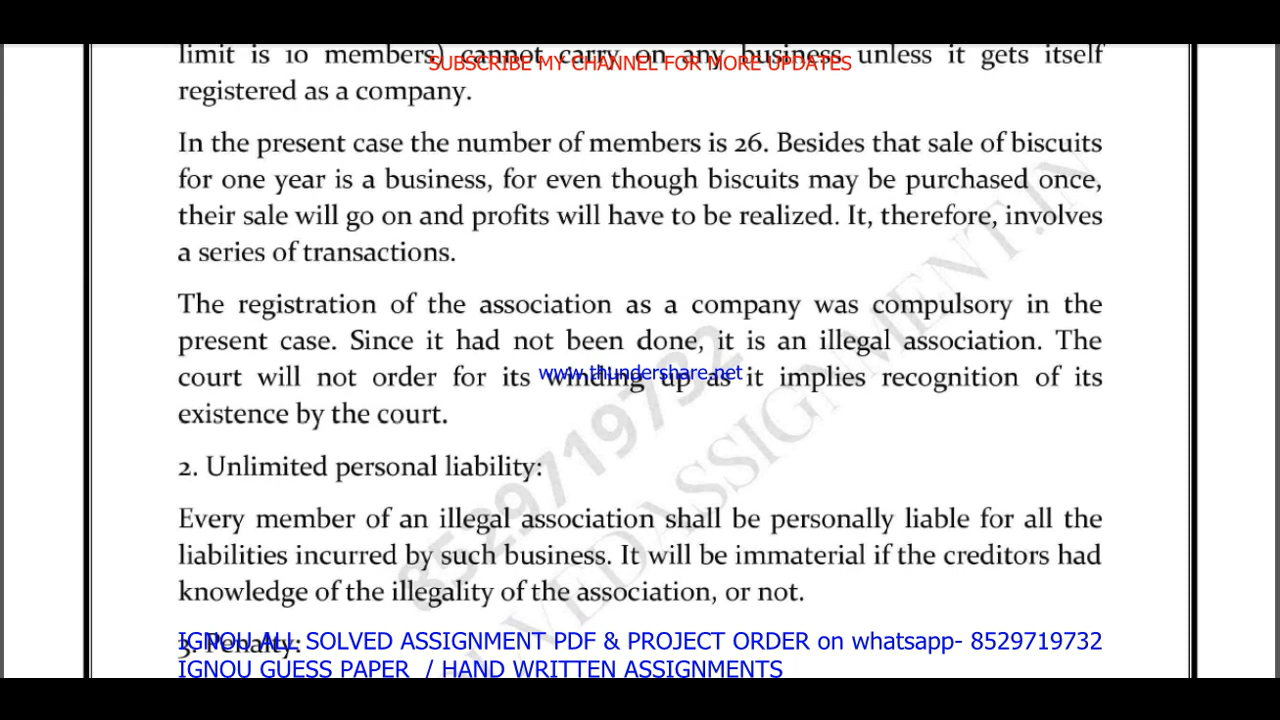 limit is 10 members) cannot carry on any business unless it gets itself
SUBSCRIBE MY CHANNEL FOR MORE UPDATES
registered as a company.
In the present case the number of members is 26. Besides that sale of biscuits
for one year is a business, for even though biscuits may be purchased once,
their sale will go on and profits will have to be realized. It, therefore, involves
a series of transactions.
The registration of the association as a company was compulsory in the
present case. Since it had not been done, it is an illegal association. The
court will not order for its winding up as it implies recognition of its
www.thundershare.net
existence by the court.
2. Unlimited personal liability:
Every member of an illegal association shall be personally liable for all the
liabilities incurred by such business. It will be immaterial if the creditors had
knowledge of the illegality of the association, or not.
3. Penalty:
IGNOU ALL SOLVED ASSIGNMENT PDF & PROJECT ORDER on whatsapp- 8529719732
IGNOU GUESS PAPER / HAND WRITTEN ASSIGNMENTS
8529719732
VEDASSIGNMENT.IN